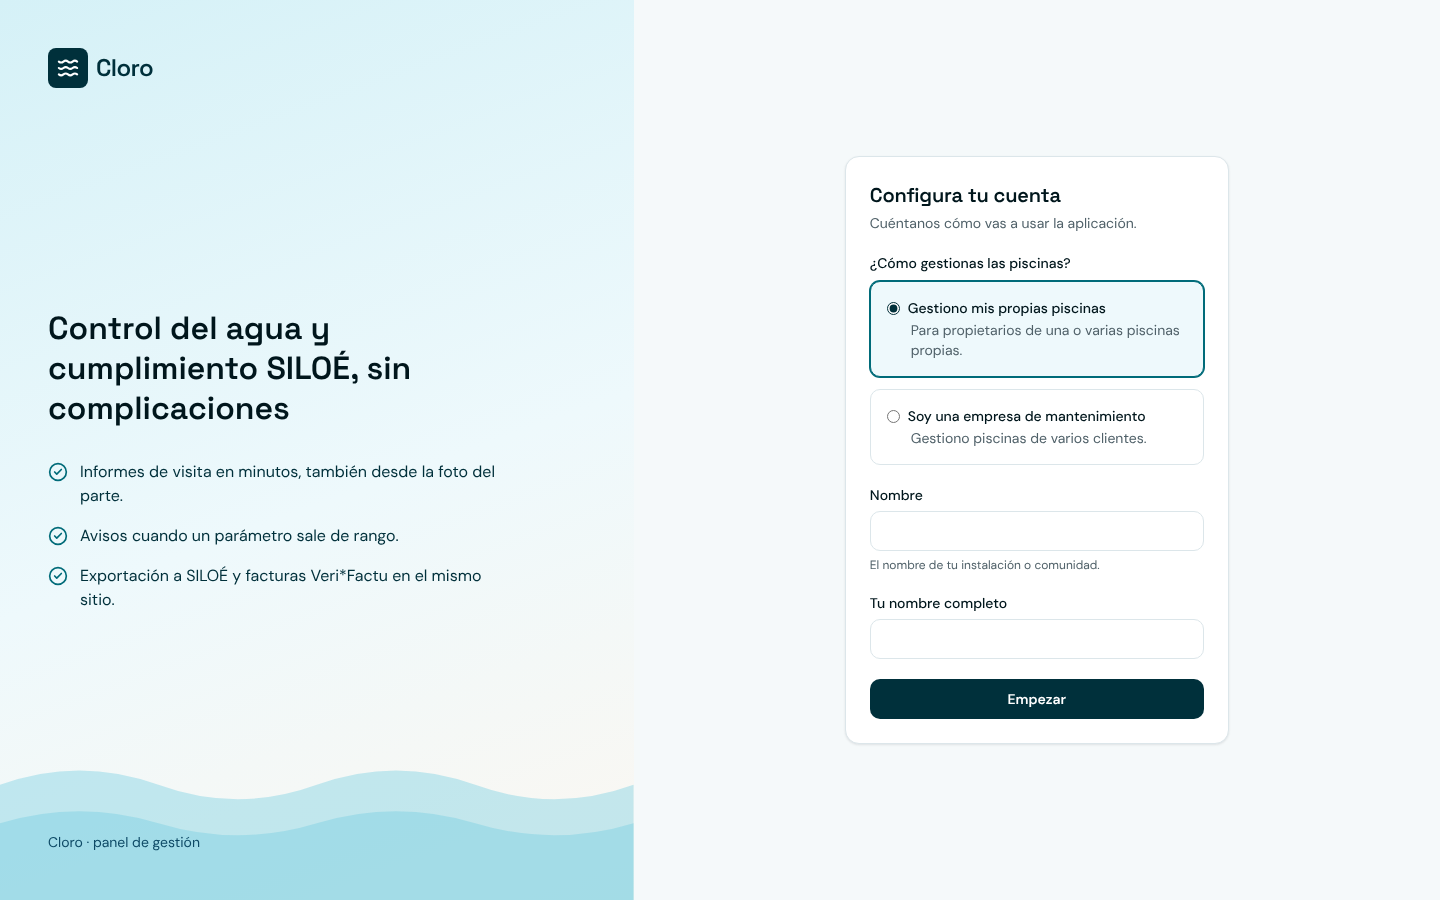 Cloro
Control del agua y
cumplimiento SILOÉ, sin
complicaciones
Informes de visita en minutos, también desde la foto del
parte.
Avisos cuando un parámetro sale de rango.
Exportación a SILOÉ y facturas Veri*Factu en el mismo
sitio.
Cloro · panel de gestión
Configura tu cuenta
Cuéntanos cómo vas a usar la aplicación.
¿Cómo gestionas las piscinas?
Gestiono mis propias piscinas
Para propietarios de una o varias piscinas
propias.
Soy una empresa de mantenimiento
Gestiono piscinas de varios clientes.
Nombre
El nombre de tu instalación o comunidad.
Tu nombre completo
Empezar